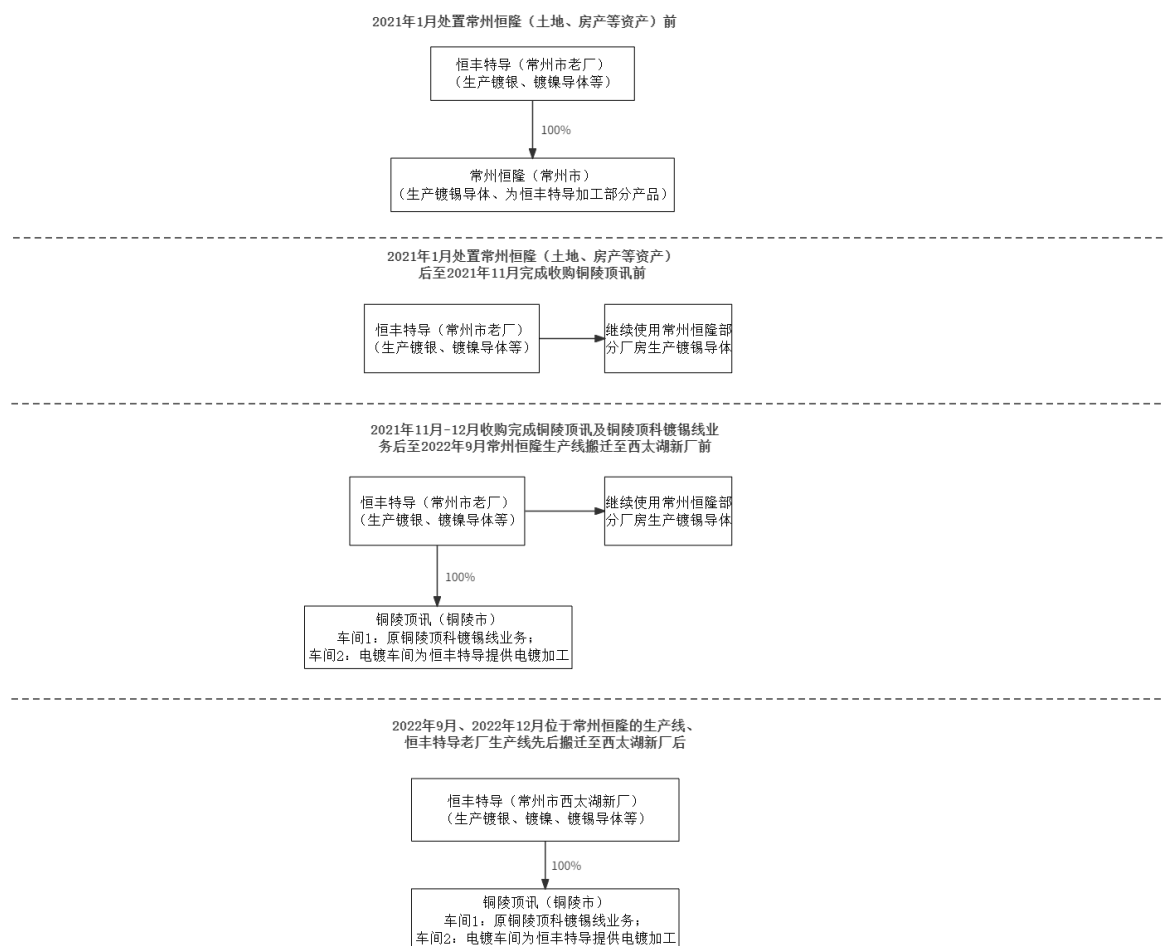 2021年1月处置常州恒隆（土地、房产等资产）前
恒丰特导（常州市老厂）
（生产镀银、镀镍导体等）
100%
常州恒隆（常州市）
（生产镀锡导体、为恒丰特导加工部分产品）
2021年1月处置常州恒隆（土地、房产等资产）
后至2021年11月完成收购铜陵顶讯前
恒丰特导（常州市老厂）
（生产镀银、镀镍导体等）
继续使用常州恒隆部
分厂房生产镀锡导体
2021年11月-12月收购完成铜陵顶讯及铜陵顶科镀锡线业
务后至2022年9月常州恒隆生产线搬迁至西太湖新厂前
恒丰特导（常州市老厂）
（生产镀银、镀镍导体等）
继续使用常州恒隆部
分厂房生产镀锡导体
100%
铜陵顶讯（铜陵市）
车间1：原铜陵顶科镀锡线业务；
车间2：电镀车间为恒丰特导提供电镀加工
2022年9月、2022年12月位于常州恒隆的生产线、
恒丰特导老厂生产线先后搬迁至西太湖新厂后
恒丰特导（常州市西太湖新厂）
（生产镀银、镀镍、镀锡导体等）
100%
铜陵顶讯（铜陵市）
车间1：原铜陵顶科镀锡线业务；
车间2：电镀车间为恒丰特导提供电镀加工